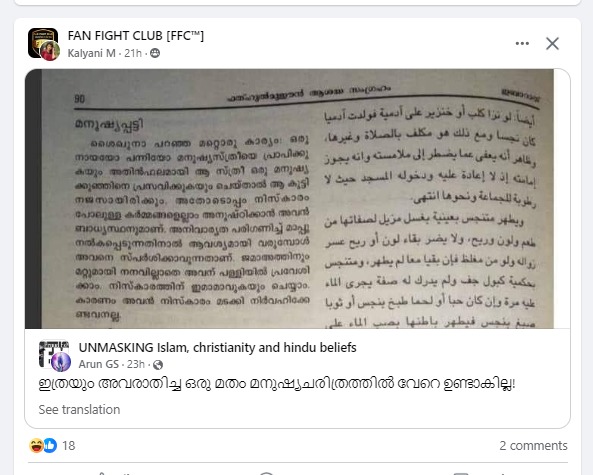 FAN FIGHT CLUB [FFC™]
Kalyani M · 21h ·
90 ഫത്ഹുൽമുഈൻ ആശയ സംഗ്രഹം ഇബാദാത്ത്
മനുഷ്യപ്പട്ടി
ശൈഖുനാ പറഞ്ഞ മറ്റൊരു കാര്യം: ഒരു
നായയോ പന്നിയോ മനുഷ്യസ്ത്രീയെ പ്രാപിക്കു
കയും അതിൻഫലമായി ആ സ്ത്രീ ഒരു മനുഷ്യ
ക്കുഞ്ഞിനെ പ്രസവിക്കുകയും ചെയ്താൽ ആ കുട്ടി
നജസായിരിക്കും. അതോടൊപ്പം നിസ്കാരം
പോലുള്ള കർമ്മങ്ങളെല്ലാം അനുഷ്ഠിക്കാൻ അവൻ
ബാധ്യസ്ഥനുമാണ്. അനിവാര്യത പരിഗണിച്ച് മാപ്പു
നൽകപ്പെടുന്നതിനാൽ ആവശ്യമായി വരുമ്പോൾ
അവനെ സ്പർശിക്കാവുന്നതാണ്. ജമാഅത്തിനും
മറ്റുമായി നനവില്ലാതെ അവന് പള്ളിയിൽ പ്രവേശി
ക്കാം. നിസ്കാരത്തിന് ഇമാമാവുകയും ചെയ്യാം.
കാരണം അവൻ നിസ്കാരം മടക്കി നിർവഹിക്കേ
ണ്ടവനല്ല.
أيضا: لو نزا كلب أو خنزير على آدمية فولدت آدميا
كان نجسا ومع ذلك هو مكلف بالصلاة وغيرها،
وظاهر أنه يعفى عما يضطر إلى ملامسته وأنه يجوز
إمامته إذ لا إعادة عليه ودخوله المسجد حيث لا
رطوبة للجماعة ونحوها انتهى.
ويطهر متنجس بعينية بغسل مزيل لصفاتها من
طعم ولون وريح، ولا يضر بقاء لون أو ريح عسر
زواله ولو من مغلظ فإن بقيا معا لم يطهر، ومتنجس
بحكمية كبول جف ولم يدرك له صفة يجري الماء
عليه مرة وإن كان حبا أو لحما طبخ بنجس أو ثوبا
صبغ بنجس فيطهر باطنها بصب الماء على
UNMASKING Islam, christianity and hindu beliefs
Arun GS · 23h ·
ഇത്രയും അവരാതിച്ച ഒരു മതം മനുഷ്യചരിത്രത്തിൽ വേറെ ഉണ്ടാകില്ല!
See translation
18 2 comments